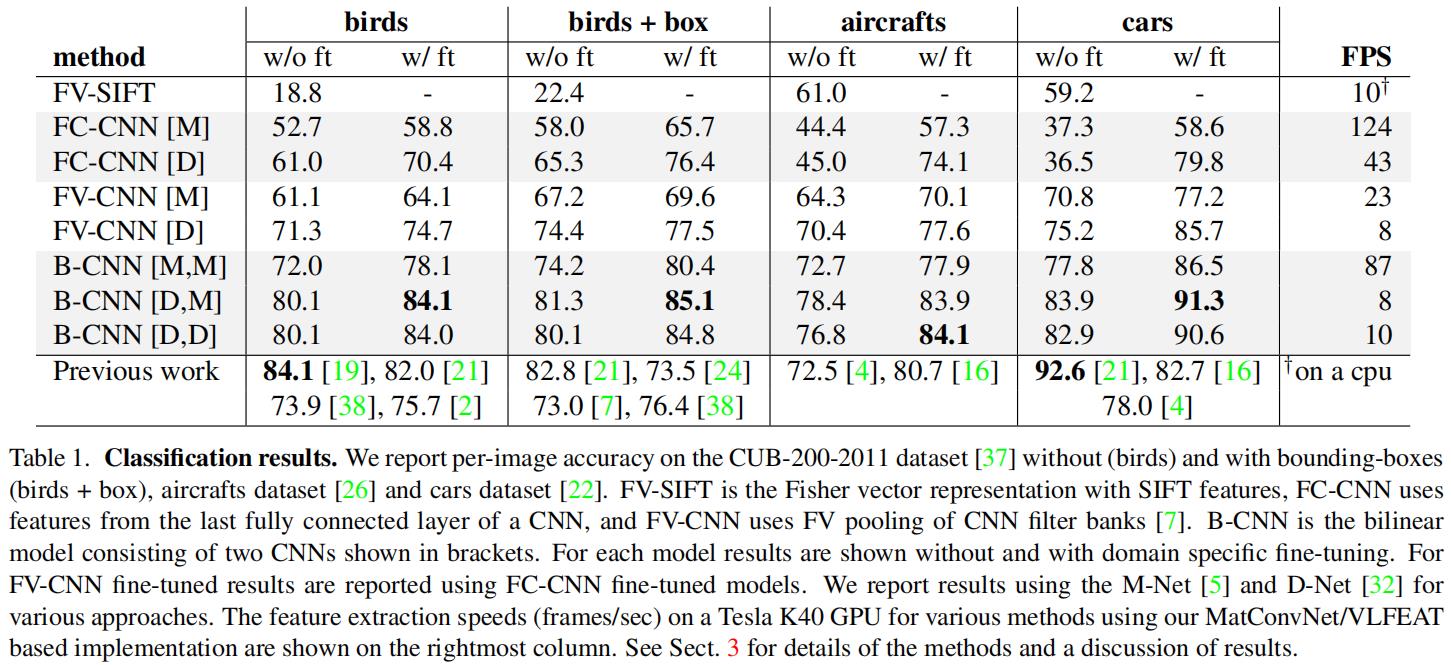 birds birds + box aircrafts cars
method w/o ft w/ ft w/o ft w/ ft w/o ft w/ ft w/o ft w/ ft FPS
FV-SIFT 18.8 - 22.4 - 61.0 - 59.2 - 10†
FC-CNN [M] 52.7 58.8 58.0 65.7 44.4 57.3 37.3 58.6 124
FC-CNN [D] 61.0 70.4 65.3 76.4 45.0 74.1 36.5 79.8 43
FV-CNN [M] 61.1 64.1 67.2 69.6 64.3 70.1 70.8 77.2 23
FV-CNN [D] 71.3 74.7 74.4 77.5 70.4 77.6 75.2 85.7 8
B-CNN [M,M] 72.0 78.1 74.2 80.4 72.7 77.9 77.8 86.5 87
B-CNN [D,M] 80.1 84.1 81.3 85.1 78.4 83.9 83.9 91.3 8
B-CNN [D,D] 80.1 84.0 80.1 84.8 76.8 84.1 82.9 90.6 10
Previous work 84.1 [19], 82.0 [21] 82.8 [21], 73.5 [24] 72.5 [4], 80.7 [16] 92.6 [21], 82.7 [16] †on a cpu
73.9 [38], 75.7 [2] 73.0 [7], 76.4 [38] 78.0 [4]
Table 1. Classification results. We report per-image accuracy on the CUB-200-2011 dataset [37] without (birds) and with bounding-boxes
(birds + box), aircrafts dataset [26] and cars dataset [22]. FV-SIFT is the Fisher vector representation with SIFT features, FC-CNN uses
features from the last fully connected layer of a CNN, and FV-CNN uses FV pooling of CNN filter banks [7]. B-CNN is the bilinear
model consisting of two CNNs shown in brackets. For each model results are shown without and with domain specific fine-tuning. For
FV-CNN fine-tuned results are reported using FC-CNN fine-tuned models. We report results using the M-Net [5] and D-Net [32] for
various approaches. The feature extraction speeds (frames/sec) on a Tesla K40 GPU for various methods using our MatConvNet/VLFEAT
based implementation are shown on the rightmost column. See Sect. 3 for details of the methods and a discussion of results.